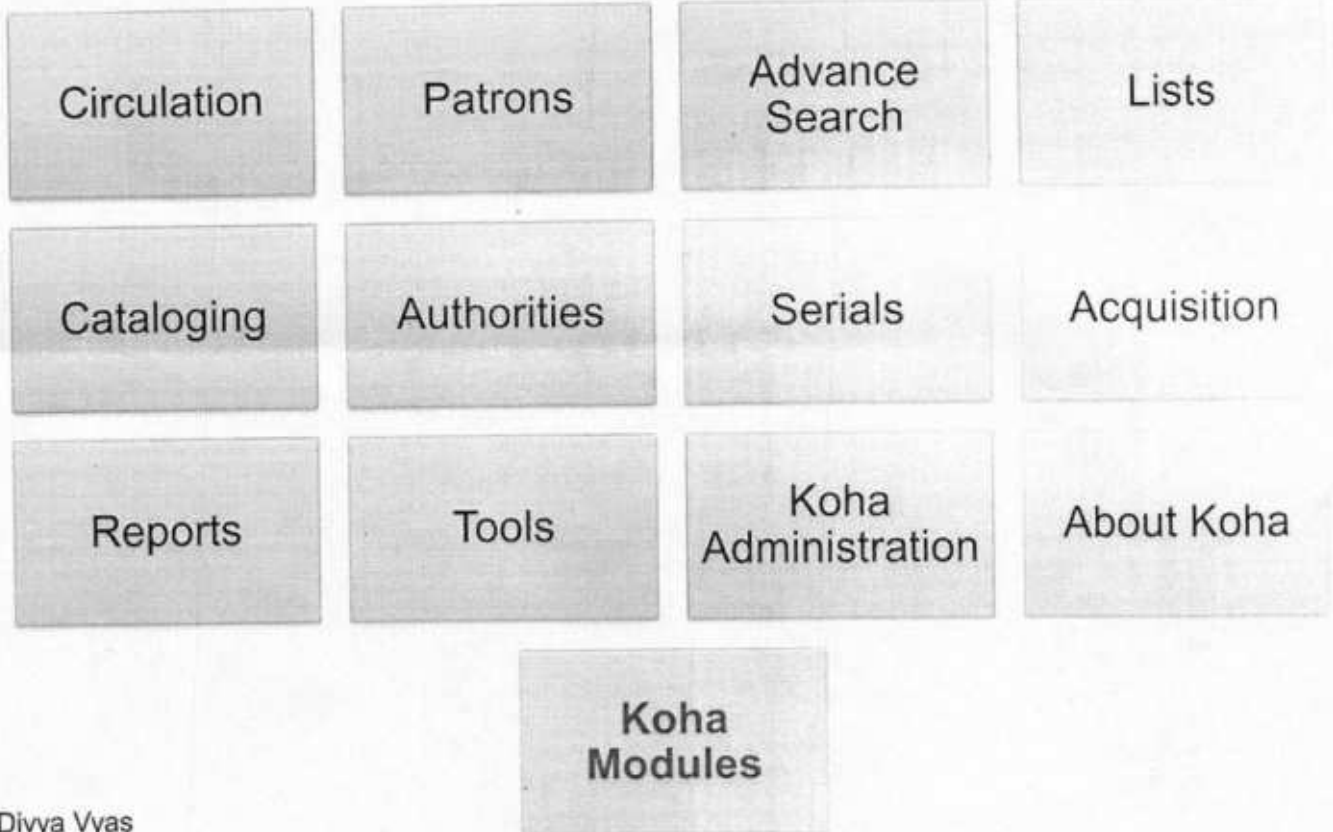 Circulation
Patrons
Advance
Search
Lists
Cataloging
Authorities
Serials
Acquisition
Reports
Tools
Koha
Administration
About Koha
Koha
Modules
Divya Vyas